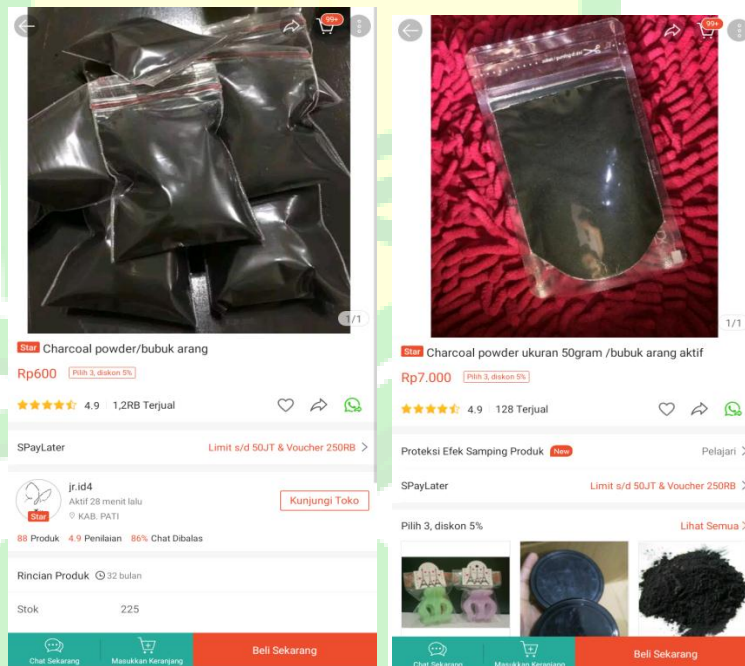 99+
1/1
Star Charcoal powder/bubuk arang
Rp600 Pilih 3, diskon 5%
4.9 1,2RB Terjual
SPayLater Limit s/d 50JT & Voucher 250RB >
jr.id4
Aktif 28 menit lalu
Star KAB. PATI
Kunjungi Toko
88 Produk 4.9 Penilaian 86% Chat Dibalas
Rincian Produk 32 bulan
Stok 225
Chat Sekarang
Masukkan Keranjang
Beli Sekarang
99+
1/1
Star Charcoal powder ukuran 50gram /bubuk arang aktif
Rp7.000 Pilih 3, diskon 5%
4.9 128 Terjual
Proteksi Efek Samping Produk New Pelajari
SPayLater Limit s/d 50JT & Voucher 250RB
Pilih 3, diskon 5% Lihat Semua
Chat Sekarang
Masukkan Keranjang
Beli Sekarang